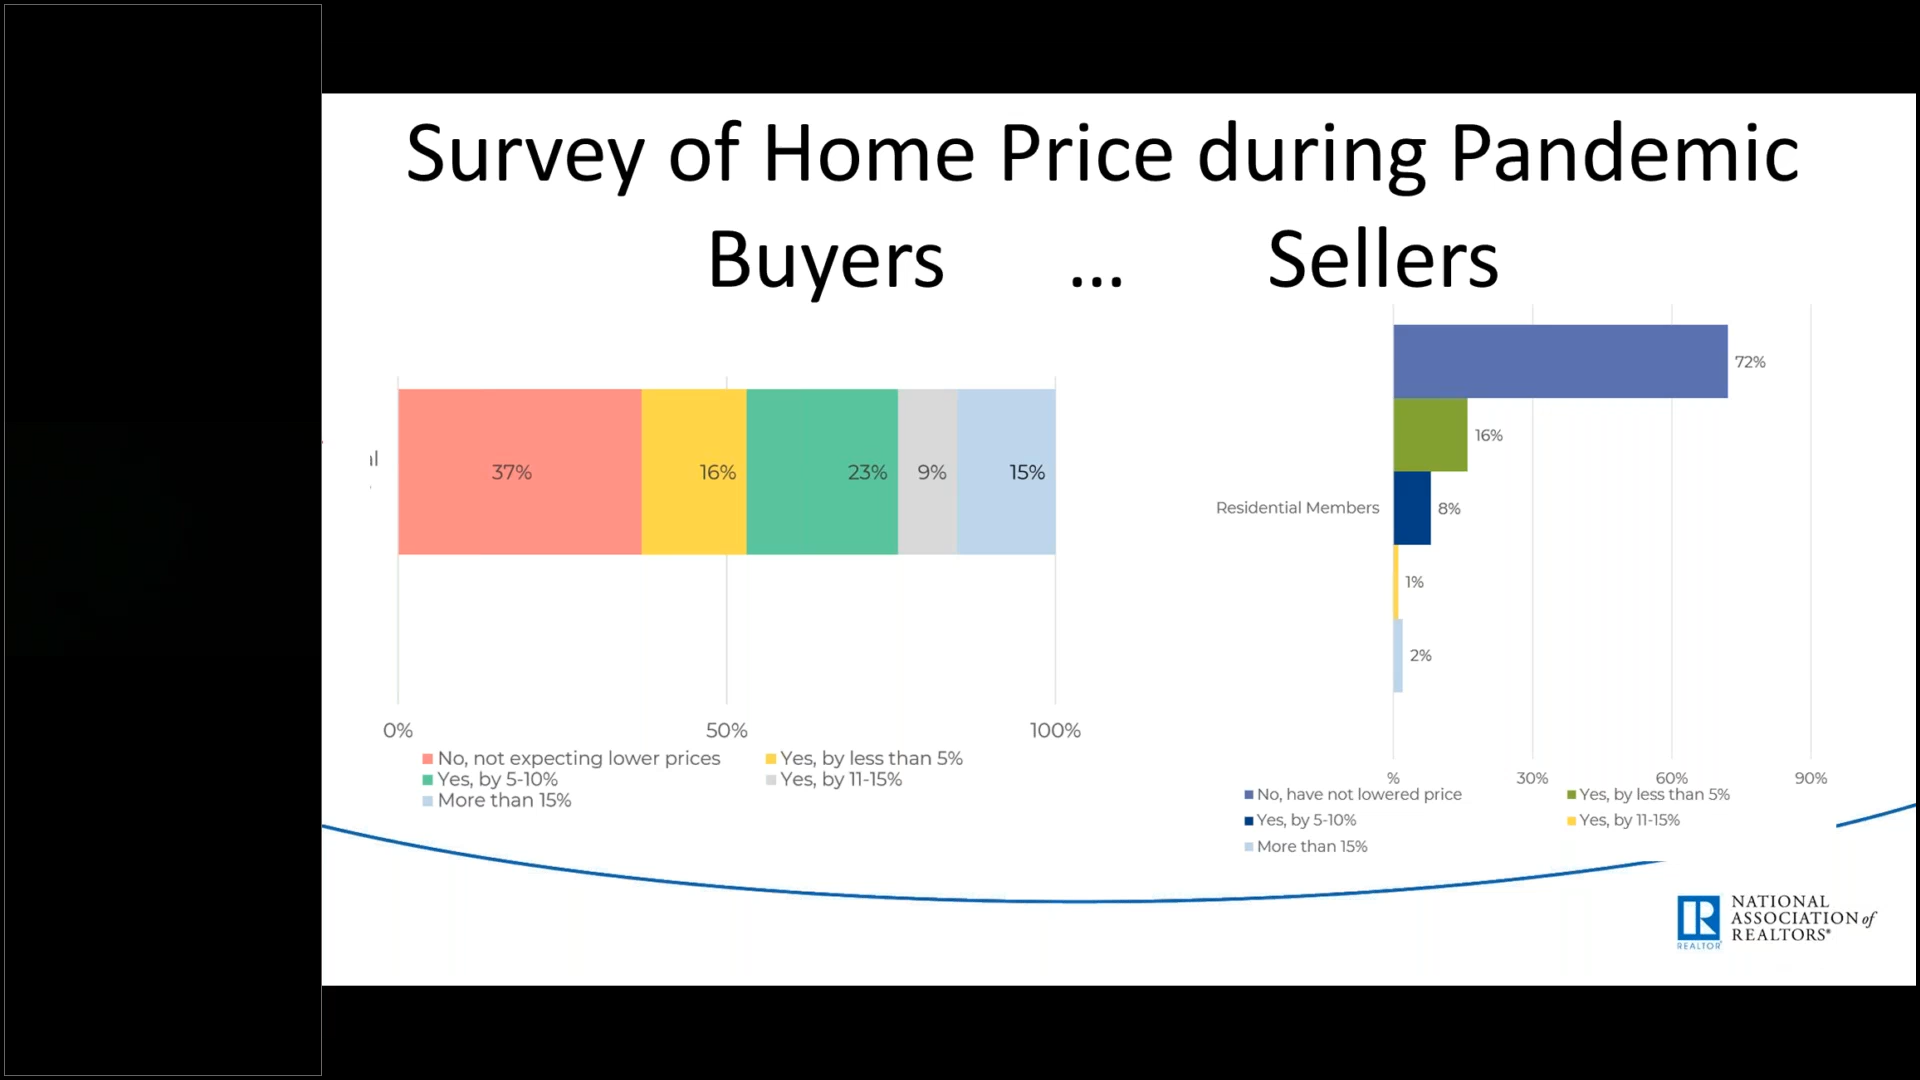 Survey of Home Price during Pandemic
Buyers ... Sellers
37% 16% 23% 9% 15%
0% 50% 100%
No, not expecting lower prices Yes, by less than 5%
Yes, by 5-10% Yes, by 11-15%
More than 15%
72%
16%
Residential Members 8%
1%
2%
% 30% 60% 90%
No, have not lowered price Yes, by less than 5%
Yes, by 5-10% Yes, by 11-15%
More than 15%
NATIONAL
ASSOCIATION of
REALTORS®
R
REALTOR